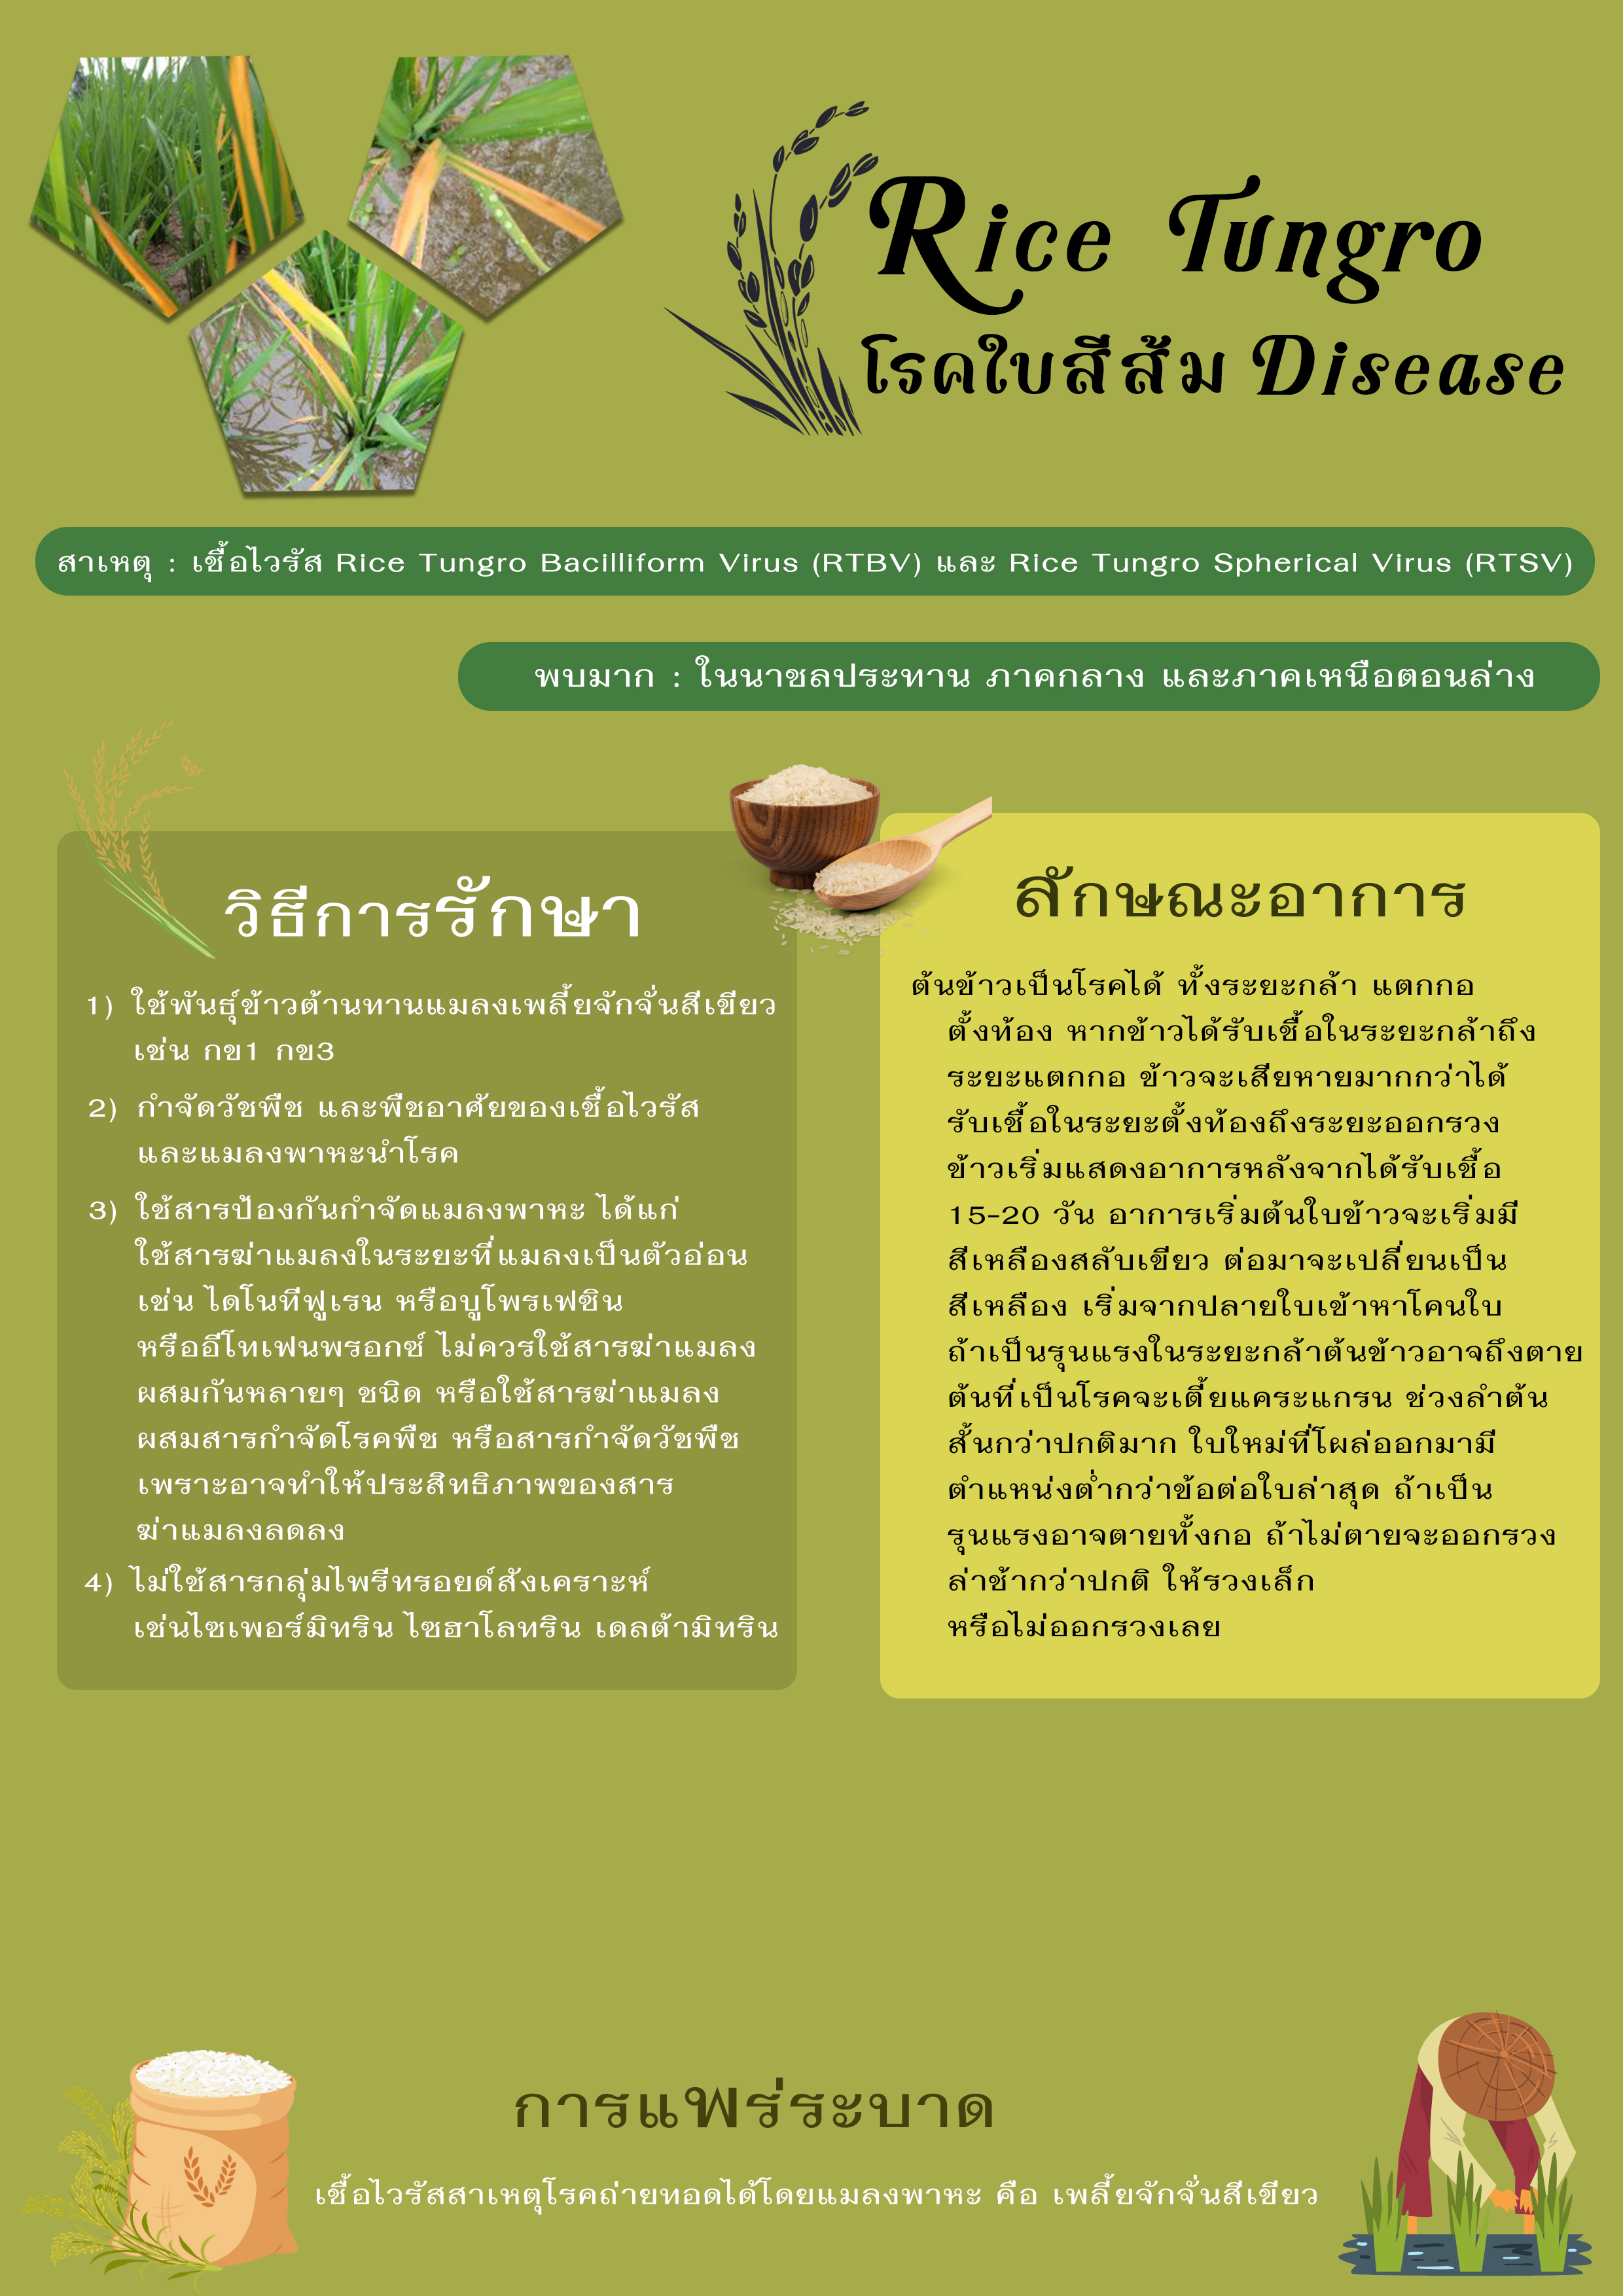 Rice Tungro
โรคใบสีส้ม Disease
สาเหตุ : เชื้อไวรัส Rice Tungro Bacilliform Virus (RTBV) และ Rice Tungro Spherical Virus (RTSV)
พบมาก : ในนาชลประทาน ภาคกลาง และภาคเหนือตอนล่าง
วิธีการรักษา
1) ใช้พันธุ์ข้าวต้านทานแมลงเพลี้ยจักจั่นสีเขียว
เช่น กข1 กข3
2) กำจัดวัชพืช และพืชอาศัยของเชื้อไวรัส
และแมลงพาหะนำโรค
3) ใช้สารป้องกันกำจัดแมลงพาหะ ได้แก่
ใช้สารฆ่าแมลงในระยะที่แมลงเป็นตัวอ่อน
เช่น ไดโนทีฟูเรน หรือบูโพรเฟซิน
หรืออีโทเฟนพรอกซ์ ไม่ควรใช้สารฆ่าแมลง
ผสมกันหลายๆ ชนิด หรือใช้สารฆ่าแมลง
ผสมสารกำจัดโรคพืช หรือสารกำจัดวัชพืช
เพราะอาจทำให้ประสิทธิภาพของสาร
ฆ่าแมลงลดลง
4) ไม่ใช้สารกลุ่มไพรีทรอยด์สังเคราะห์
เช่นไซเพอร์มิทริน ไซฮาโลทริน เดลต้ามิทริน
ลักษณะอาการ
ต้นข้าวเป็นโรคได้ ทั้งระยะกล้า แตกกอ
ตั้งท้อง หากข้าวได้รับเชื้อในระยะกล้าถึง
ระยะแตกกอ ข้าวจะเสียหายมากกว่าได้
รับเชื้อในระยะตั้งท้องถึงระยะออกรวง
ข้าวเริ่มแสดงอาการหลังจากได้รับเชื้อ
15-20 วัน อาการเริ่มต้นใบข้าวจะเริ่มมี
สีเหลืองสลับเขียว ต่อมาจะเปลี่ยนเป็น
สีเหลือง เริ่มจากปลายใบเข้าหาโคนใบ
ถ้าเป็นรุนแรงในระยะกล้าต้นข้าวอาจถึงตาย
ต้นที่เป็นโรคจะเตี้ยแคระแกรน ช่วงลำต้น
สั้นกว่าปกติมาก ใบใหม่ที่โผล่ออกมามี
ตำแหน่งต่ำกว่าข้อต่อใบล่าสุด ถ้าเป็น
รุนแรงอาจตายทั้งกอ ถ้าไม่ตายจะออกรวง
ล่าช้ากว่าปกติ ให้รวงเล็ก
หรือไม่ออกรวงเลย
การแพร่ระบาด
เชื้อไวรัสสาเหตุโรคถ่ายทอดได้โดยแมลงพาหะ คือ เพลี้ยจักจั่นสีเขียว